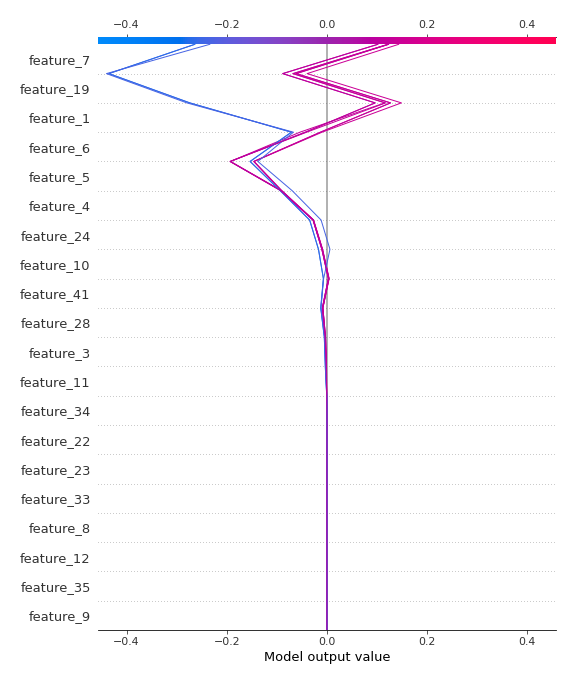 −0.4 −0.2 0.0 0.2 0.4
feature_7
feature_19
feature_1
feature_6
feature_5
feature_4
feature_24
feature_10
feature_41
feature_28
feature_3
feature_11
feature_34
feature_22
feature_23
feature_33
feature_8
feature_12
feature_35
feature_9
−0.4 −0.2 0.0 0.2 0.4
Model output value